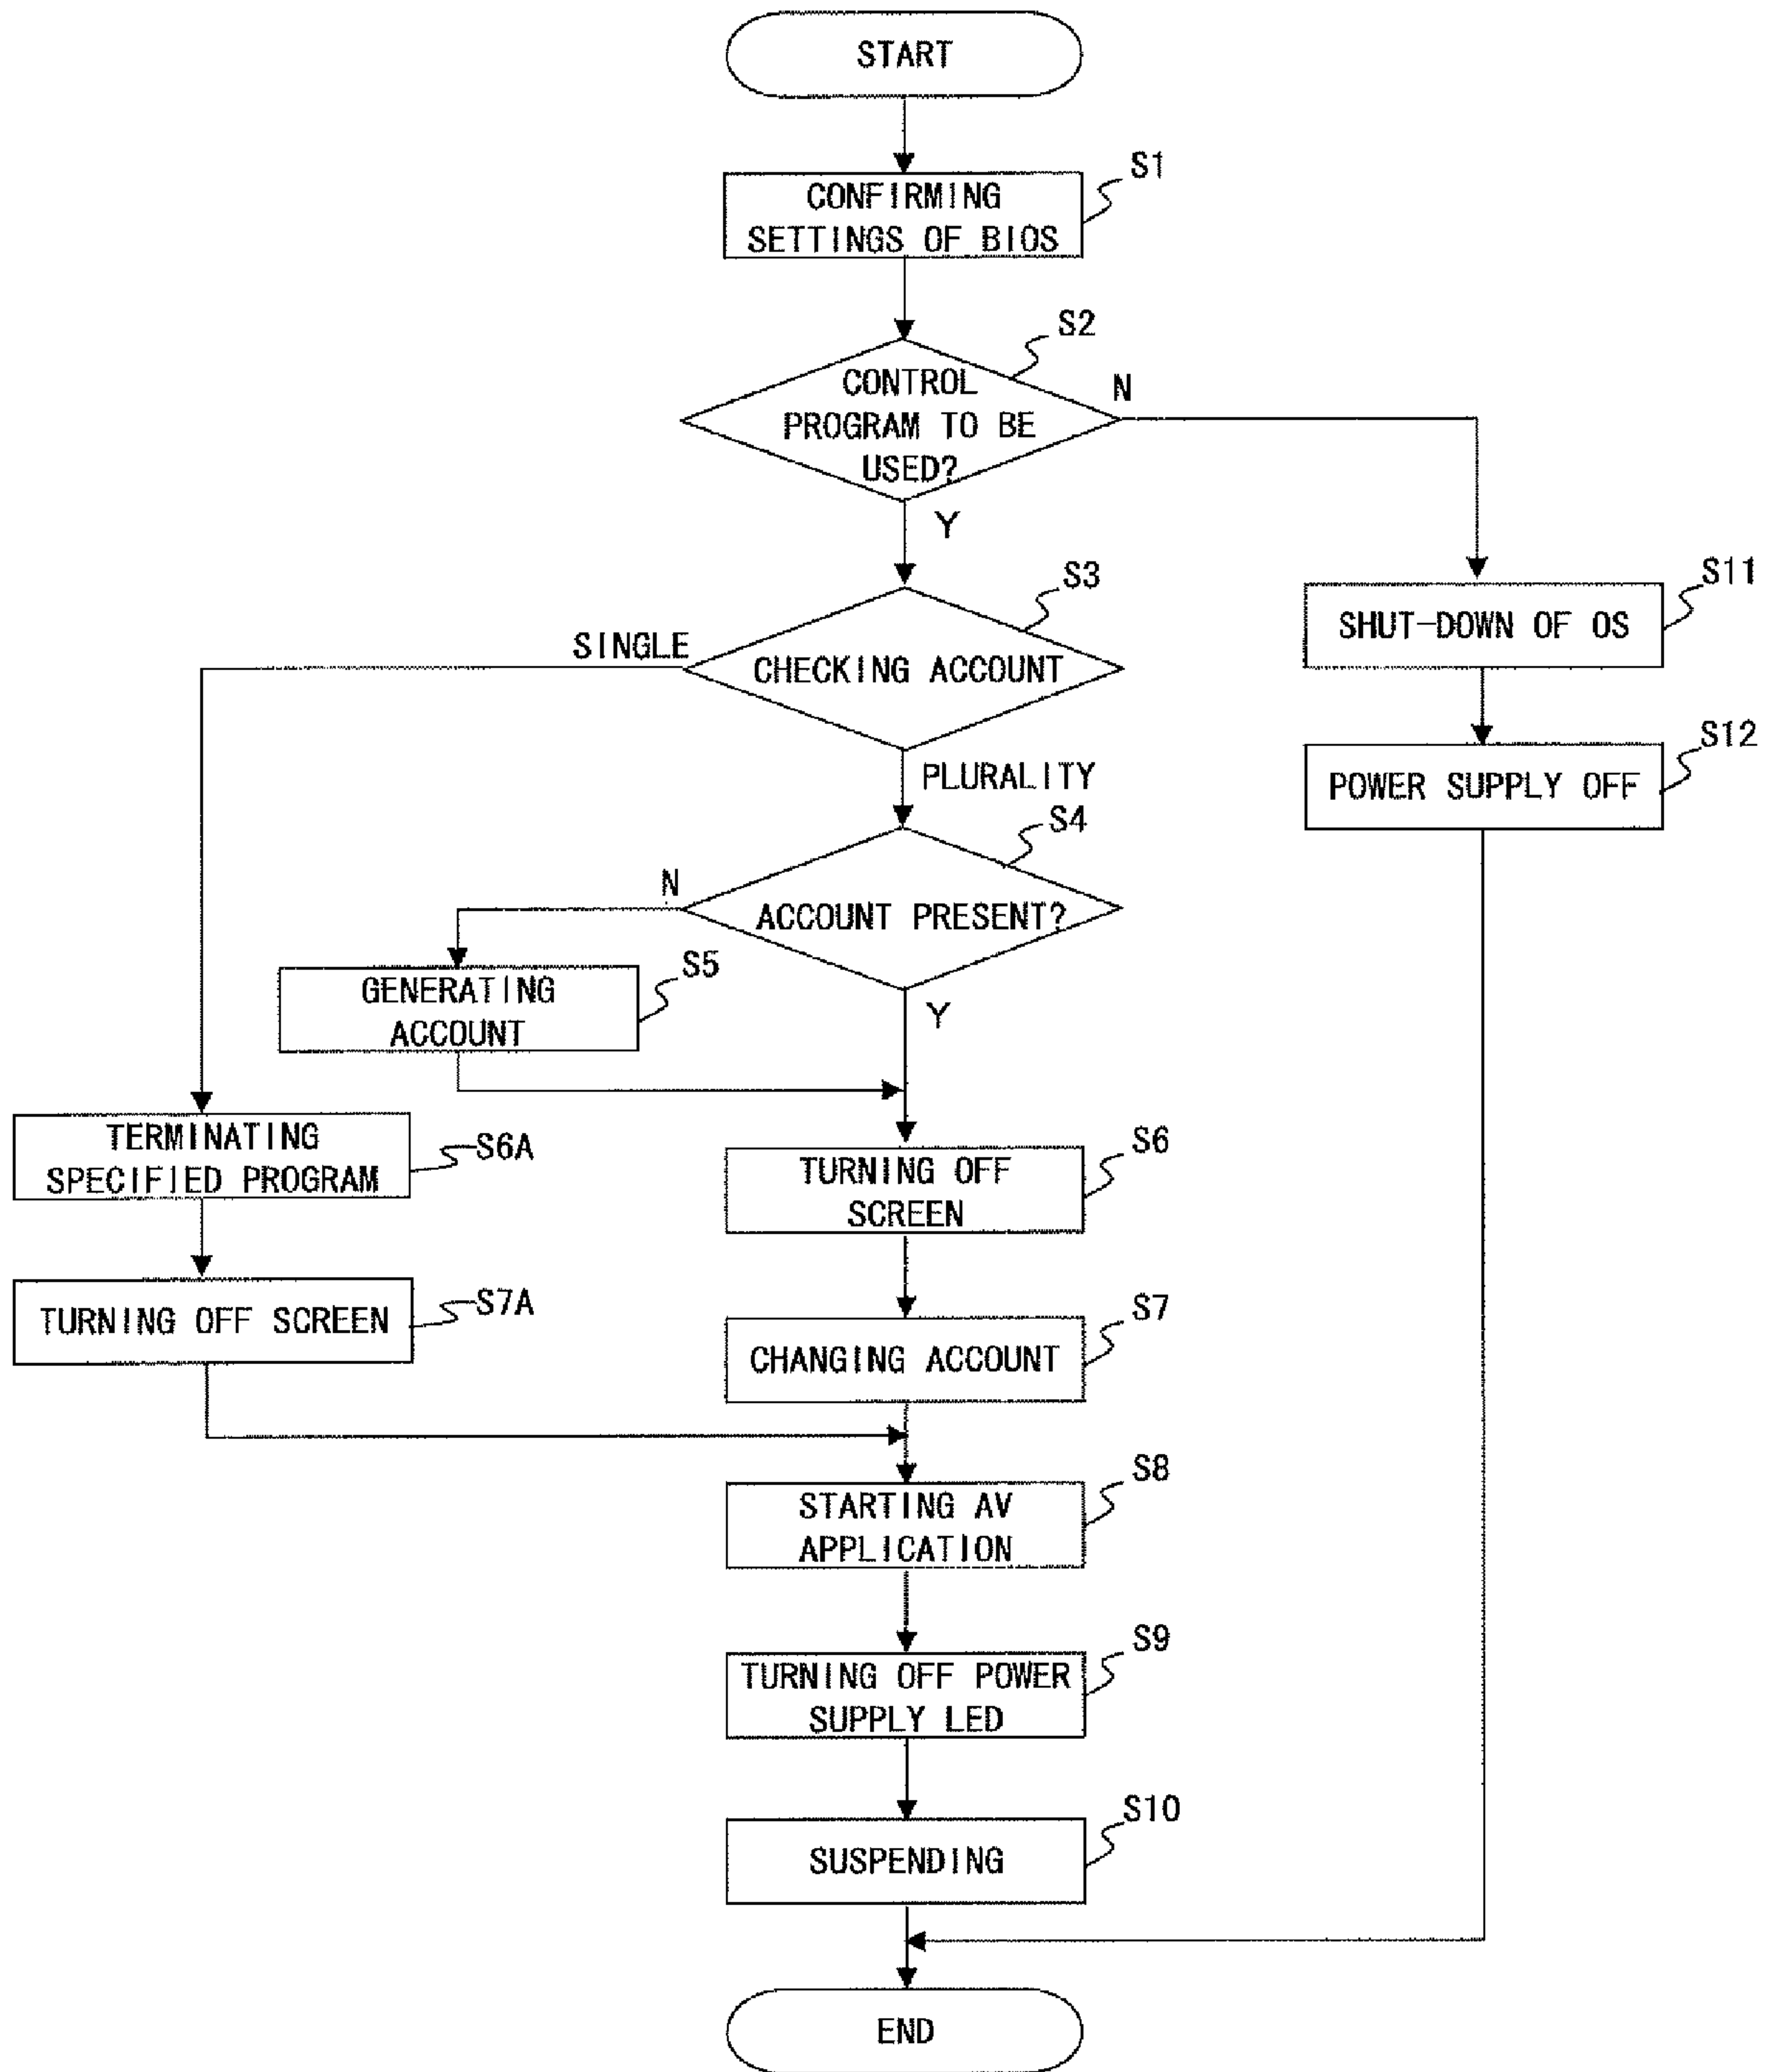 START
S1
CONFIRMING
SETTINGS OF BIOS
S2
CONTROL
PROGRAM TO BE
USED?
N
Y
S3
SINGLE
CHECKING ACCOUNT
S11
SHUT-DOWN OF OS
PLURALITY
S12
POWER SUPPLY OFF
S4
N
ACCOUNT PRESENT?
S5
GENERATING
ACCOUNT
Y
TERMINATING
SPECIFIED PROGRAM
S6A
S6
TURNING OFF
SCREEN
TURNING OFF SCREEN
S7A
S7
CHANGING ACCOUNT
S8
STARTING AV
APPLICATION
S9
TURNING OFF POWER
SUPPLY LED
S10
SUSPENDING
END